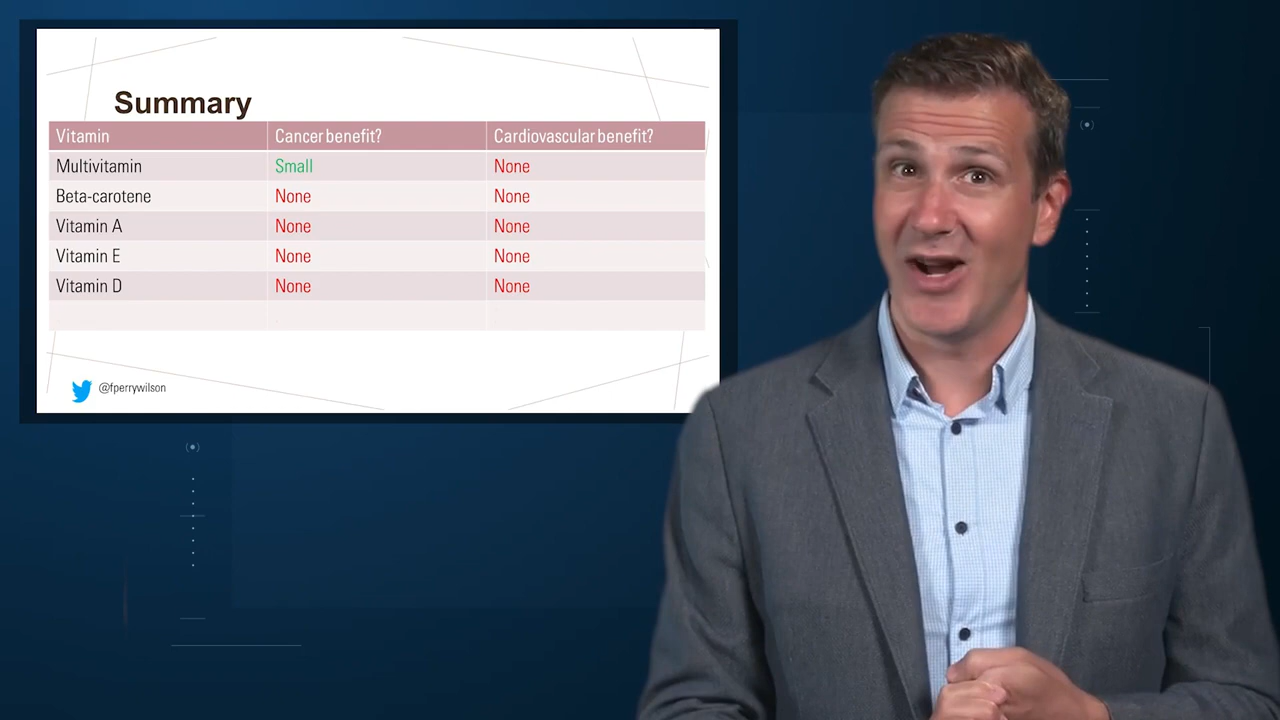 Summary
Vitamin Cancer benefit? Cardiovascular benefit?
Multivitamin Small None
Beta-carotene None None
Vitamin A None None
Vitamin E None None
Vitamin D None None
@fperrywilson